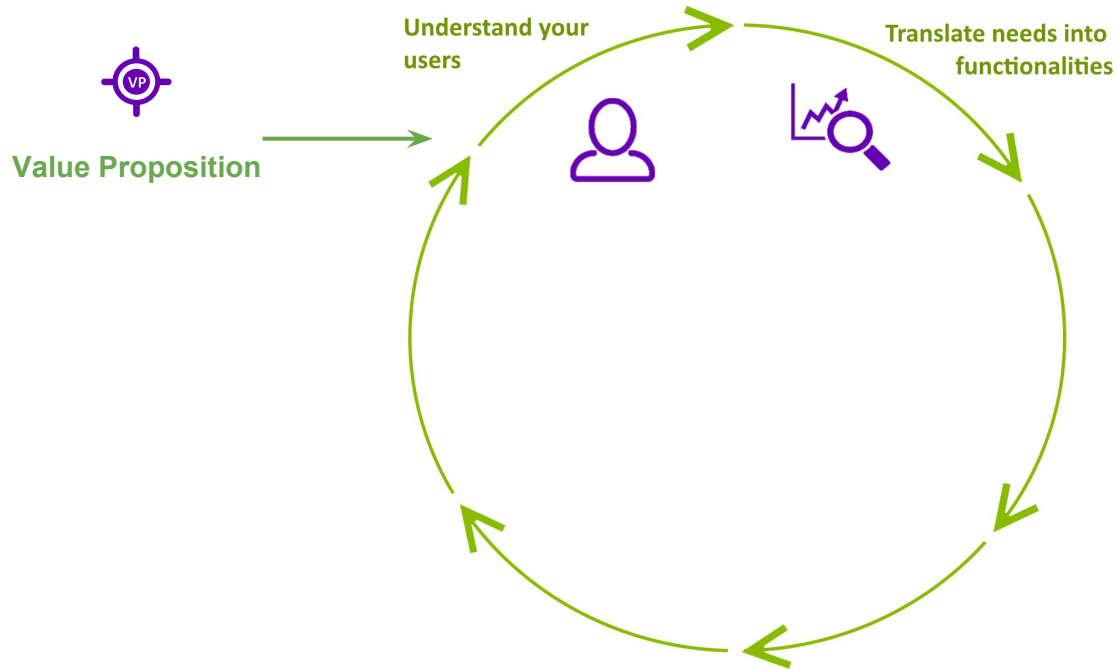 Understand your
users
Translate needs into
functionalities
VP
Value Proposition